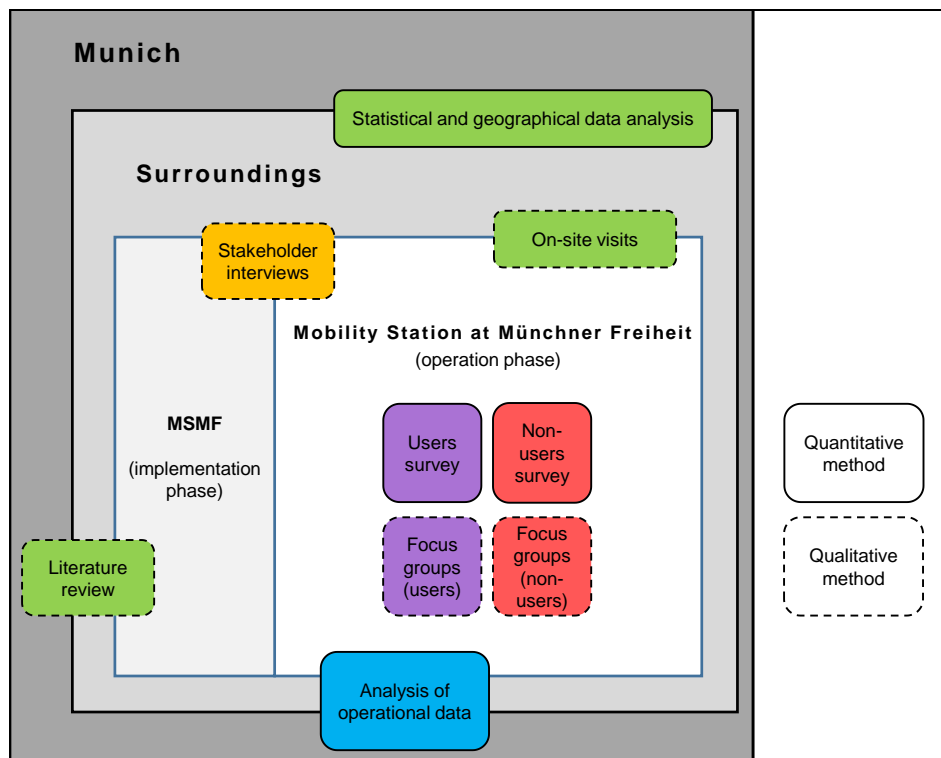 Munich
Statistical and geographical data analysis
Surroundings
Stakeholder
interviews
On-site visits
Mobility Station at Münchner Freiheit
(operation phase)
MSMF
(implementation
phase)
Users
survey
Non-
users
survey
Quantitative
method
Focus
groups
(users)
Focus
groups
(non-
users)
Qualitative
method
Literature
review
Analysis of
operational data